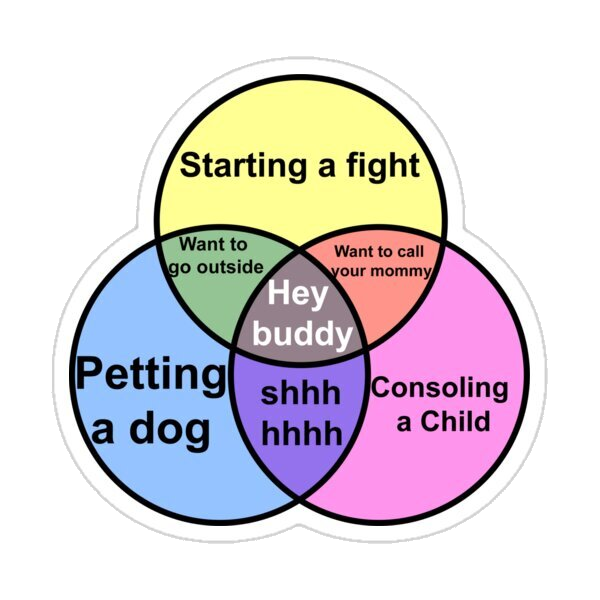 Starting a fight
Want to
go outside
Want to call
your mommy
Hey
buddy
Petting
a dog
shhh
hhhh
Consoling
a Child